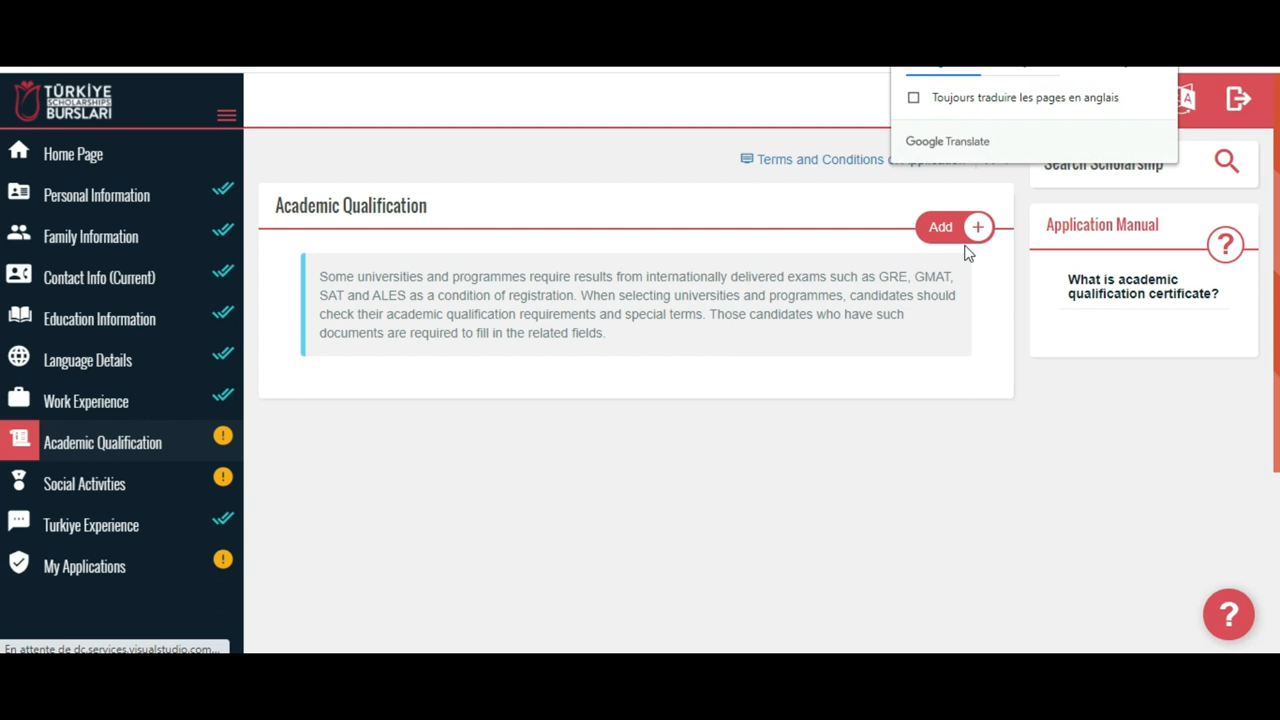 TÜRKİYE
SCHOLARSHIPS
BURSLARI
Home Page
Personal Information
Family Information
Contact Info (Current)
Education Information
Language Details
Work Experience
Academic Qualification
Social Activities
Turkiye Experience
My Applications
En attente de dc.services.visualstudio.com...
Toujours traduire les pages en anglais
Google Translate
Terms and Conditions
Search Scholarship
Academic Qualification
Add +
Some universities and programmes require results from internationally delivered exams such as GRE, GMAT,
SAT and ALES as a condition of registration. When selecting universities and programmes, candidates should
check their academic qualification requirements and special terms. Those candidates who have such
documents are required to fill in the related fields.
Application Manual
?
What is academic
qualification certificate?
?